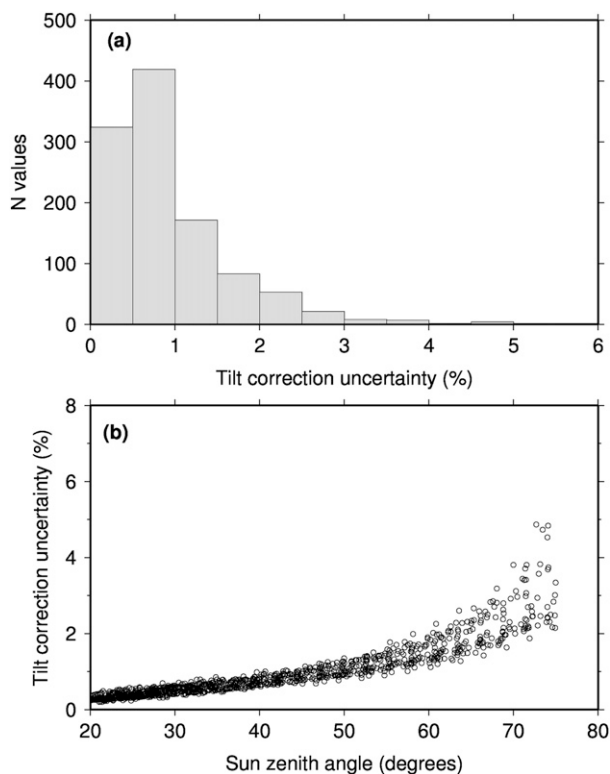 500
(a)
400
N values
300
200
100
0
0 1 2 3 4 5 6
Tilt correction uncertainty (%)
8
(b)
Tilt correction uncertainty (%)
6
4
2
0
20 30 40 50 60 70 80
Sun zenith angle (degrees)